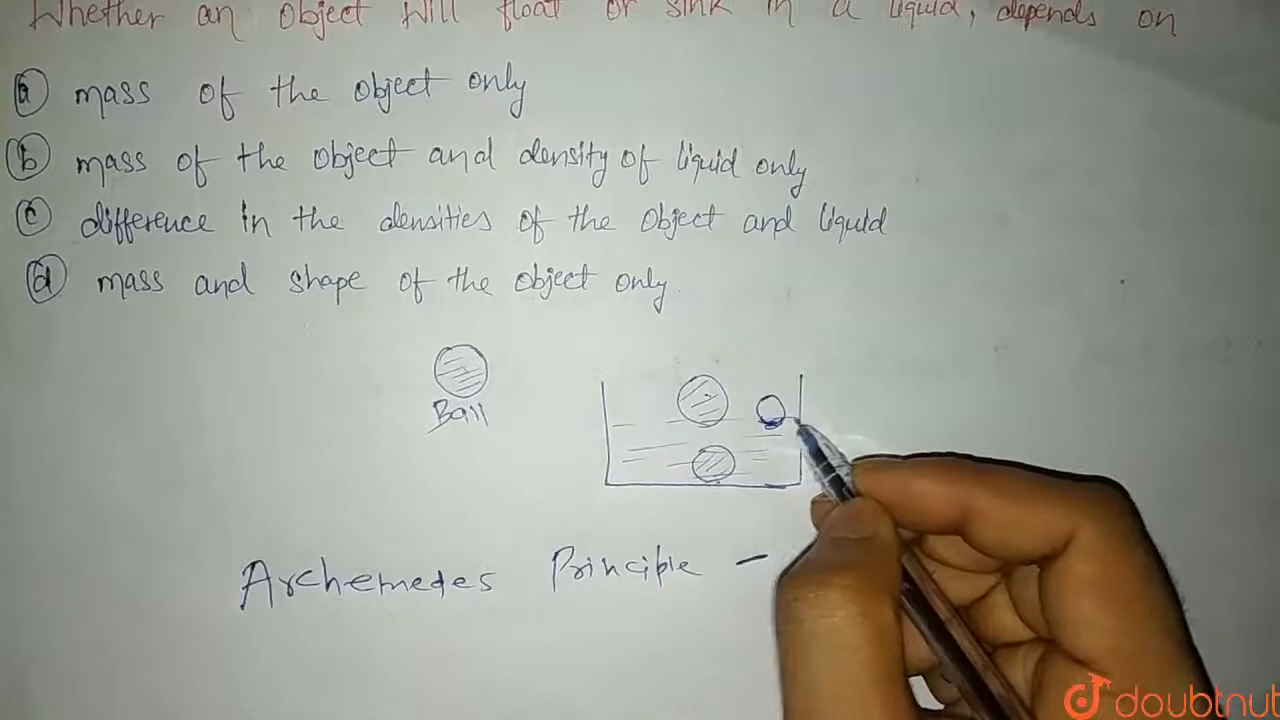 Whether an object will float or sink in a liquid, depends on
(a) mass of the object only
(b) mass of the object and density of liquid only
(c) difference in the densities of the object and liquid
(d) mass and shape of the object only.
Ball
Archemedes Principle -
doubtnut